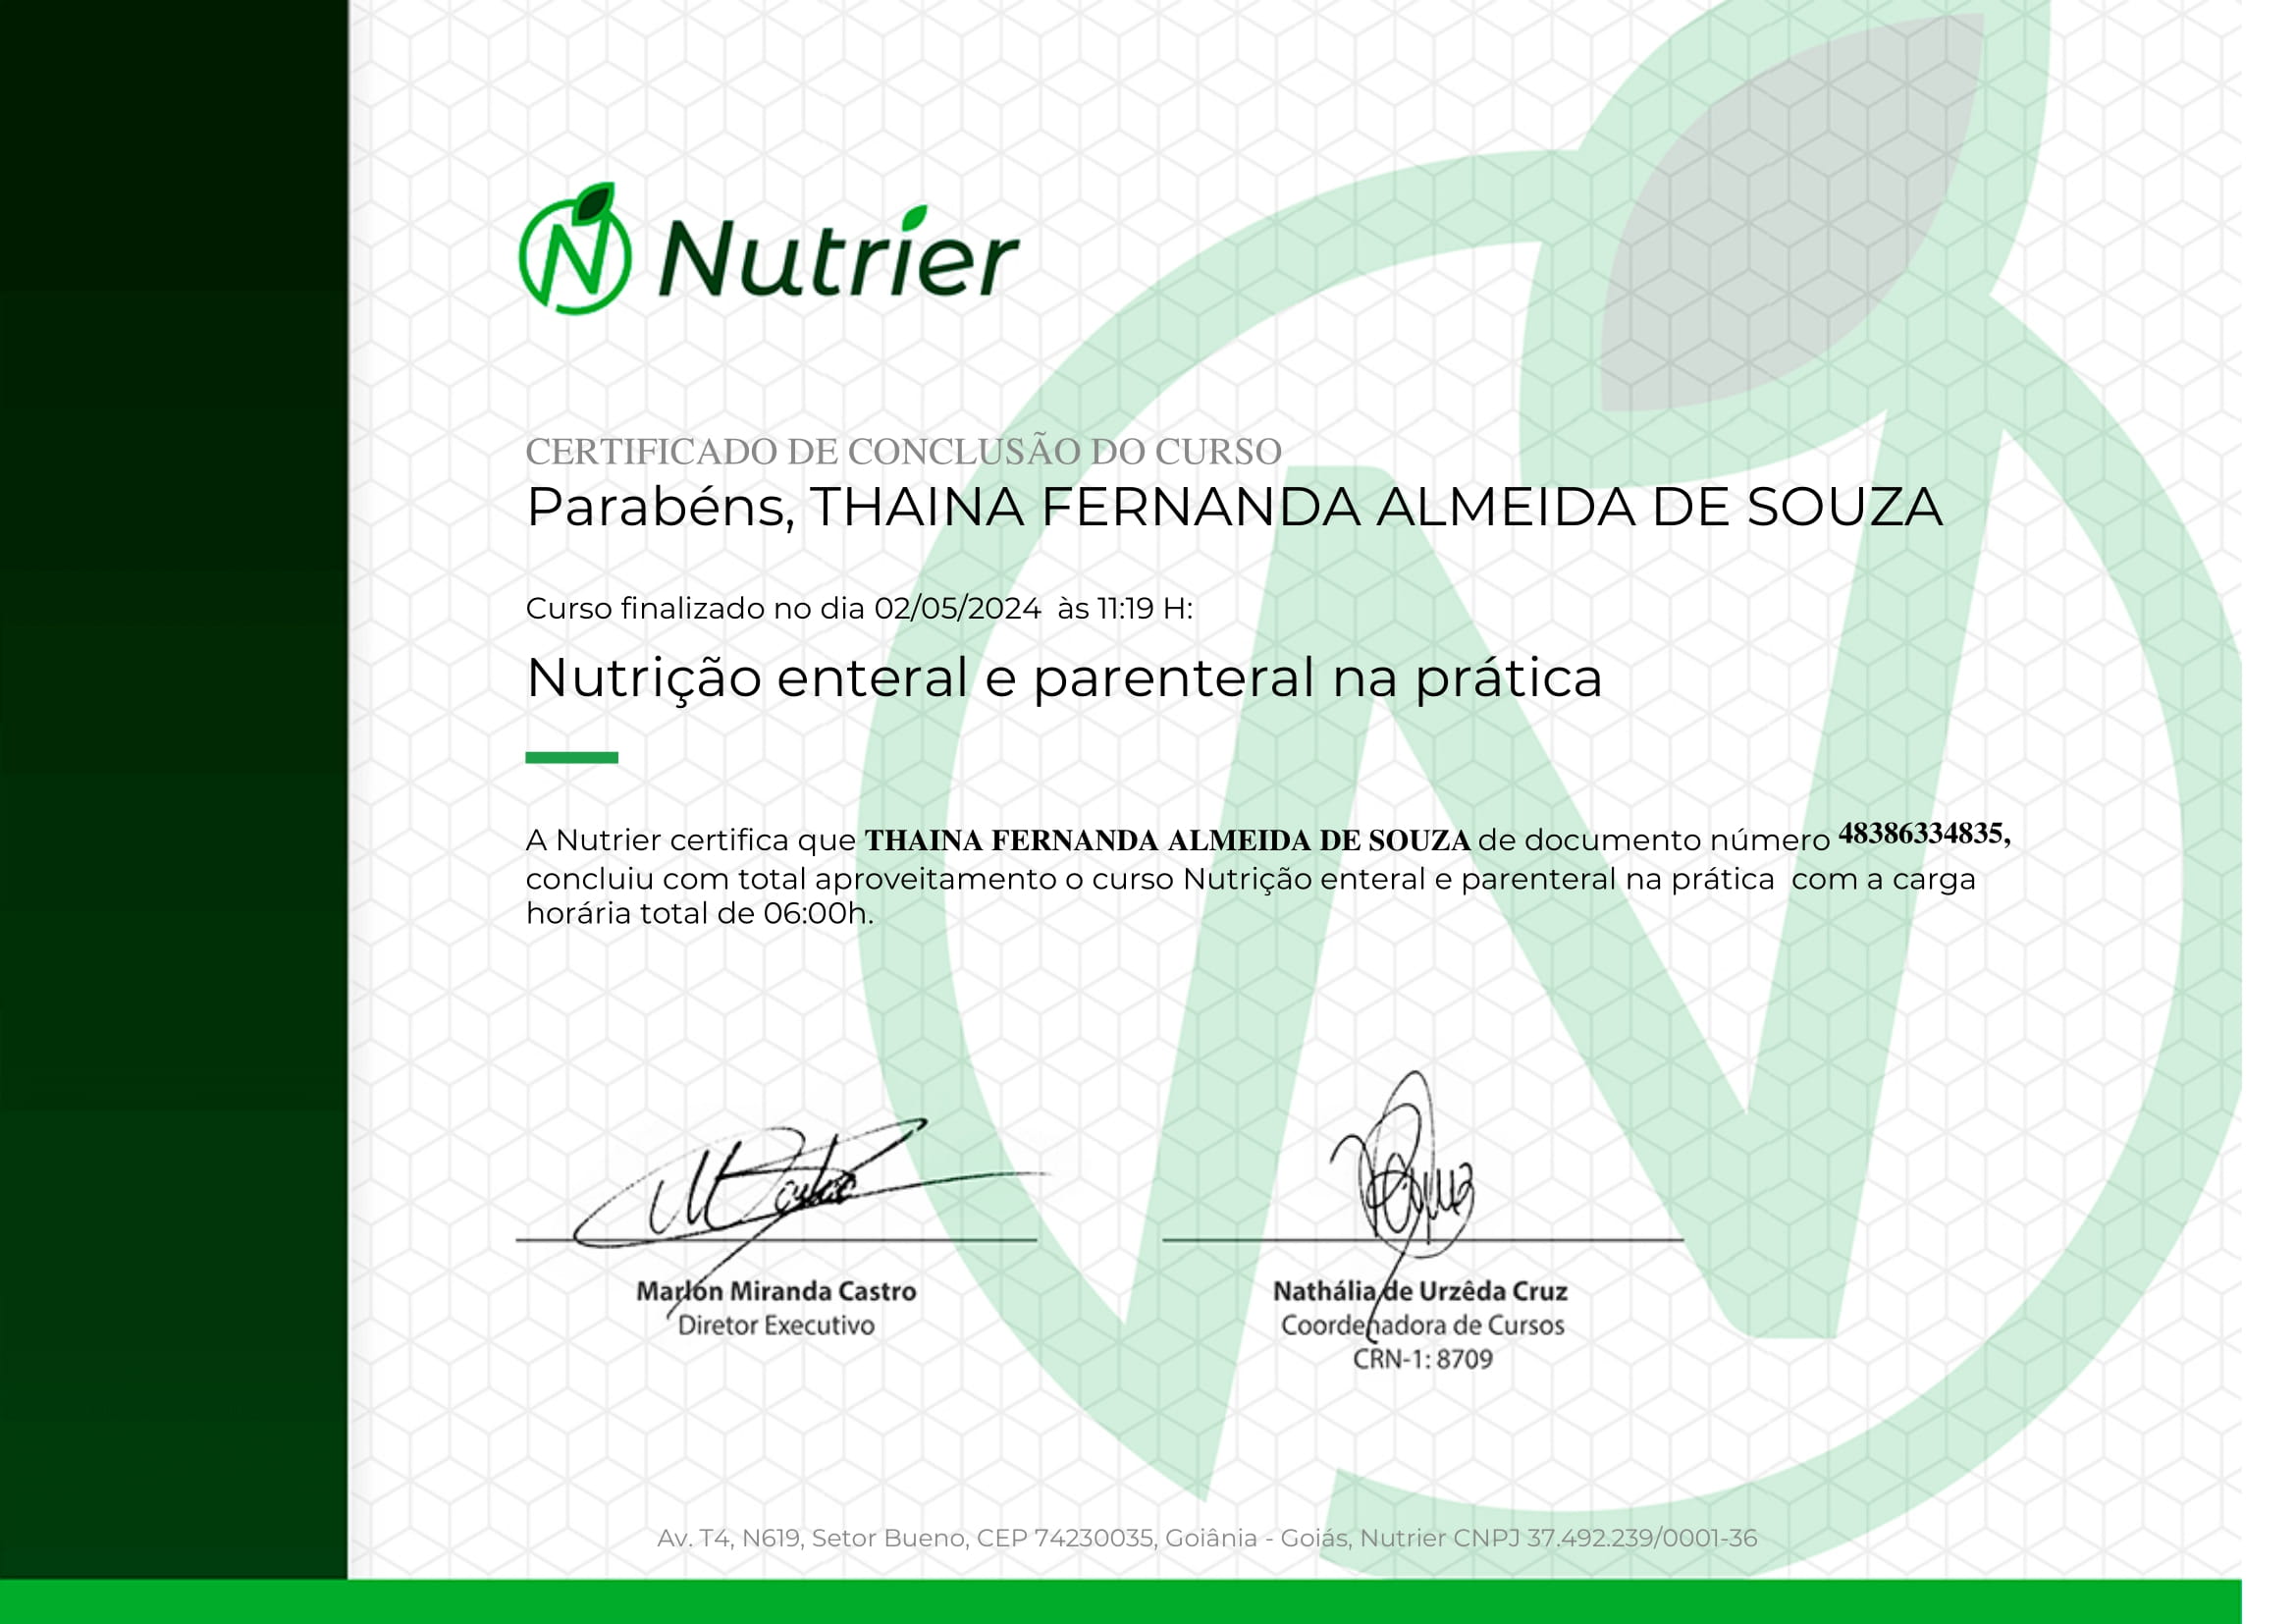 Nutrier
CERTIFICADO DE CONCLUSÃO DO CURSO
Parabéns, THAINA FERNANDA ALMEIDA DE SOUZA
Curso finalizado no dia 02/05/2024 às 11:19 H:
Nutrição enteral e parenteral na prática
A Nutrier certifica que THAINA FERNANDA ALMEIDA DE SOUZA de documento número 48386334835,
concluiu com total aproveitamento o curso Nutrição enteral e parenteral na prática com a carga
horária total de 06:00h.
Marlon Miranda Castro
Diretor Executivo
Nathália de Urzêda Cruz
Coordenadora de Cursos
CRN-1: 8709
Av. T4, N619, Setor Bueno, CEP 74230035, Goiânia - Goiás, Nutrier CNPJ 37.492.239/0001-36